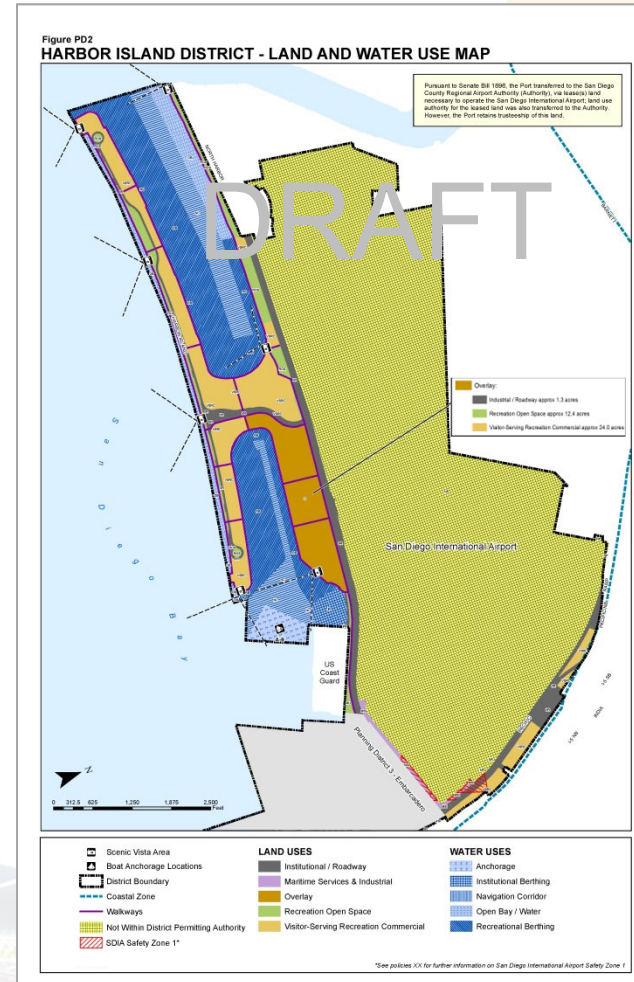 Figure PD2
HARBOR ISLAND DISTRICT - LAND AND WATER USE MAP
Pursuant to Senate Bill 1896, the Port transferred to the San Diego
County Regional Airport Authority (Authority), via lease(s) land
necessary to operate the San Diego International Airport; land use
authority for the leased land was also transferred to the Authority.
However, the Port retains trusteeship of this land.
DRAFT
NORTH HARBOR
Overlay:
Industrial / Roadway approx 1.3 acres
Recreation Open Space approx 12.4 acres
Visitor-Serving Recreation Commercial approx 24.0 acres
San Diego International Airport
San Diego Bay
US
Coast
Guard
Planning District 3 - Embarcadero
I-5 SB
INDIA
I-5 NB
N
0 312.5 625 1,250 1,875 2,500
Feet
Scenic Vista Area
Boat Anchorage Locations
District Boundary
Coastal Zone
Walkways
Not Within District Permitting Authority
SDIA Safety Zone 1*
LAND USES
Institutional / Roadway
Maritime Services & Industrial
Overlay
Recreation Open Space
Visitor-Serving Recreation Commercial
WATER USES
Anchorage
Institutional Berthing
Navigation Corridor
Open Bay / Water
Recreational Berthing
*See policies XX for further information on San Diego International Airport Safety Zone 1